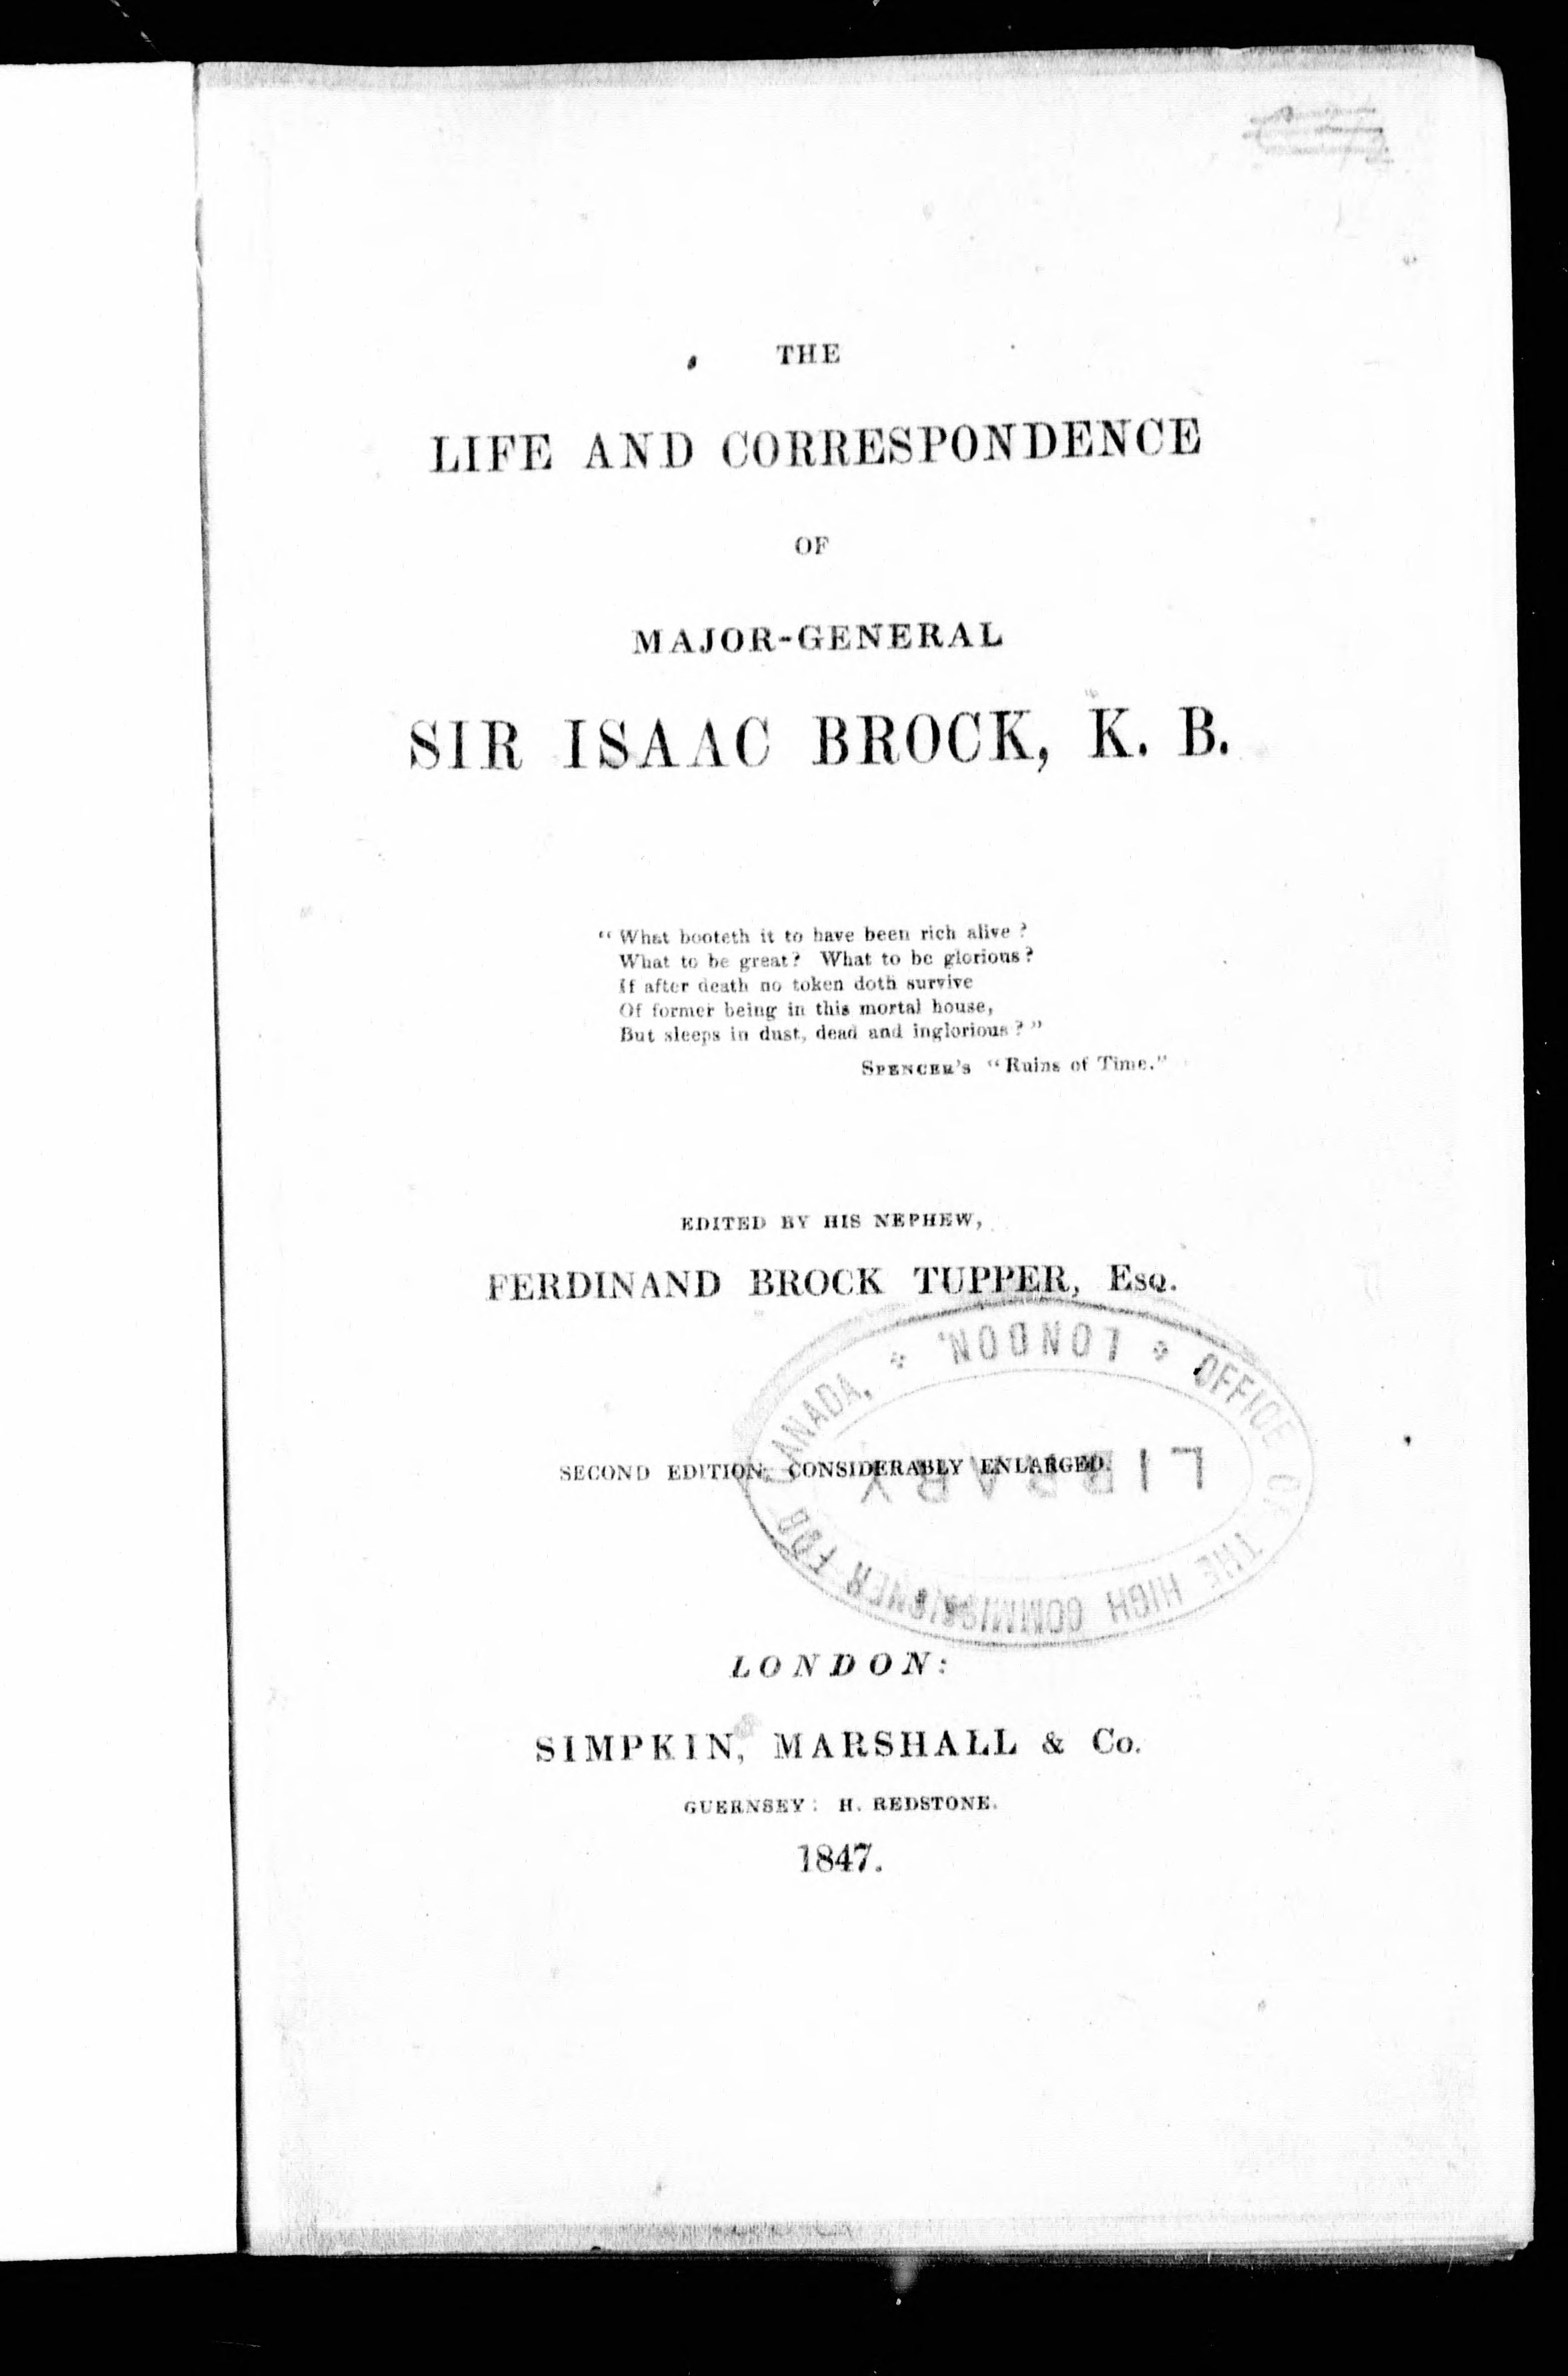 THE
LIFE AND CORRESPONDENCE
OF
MAJOR-GENERAL
SIR ISAAC BROCK, K. B.
“What booteth it to have been rich alive?
What to be great? What to be glorious?
If after death no token doth survive
Of former being in this mortal house,
But sleeps in dust, dead and inglorious?”
SPENCER'S “Ruins of Time.”
EDITED BY HIS NEPHEW,
FERDINAND BROCK TUPPER, Esq.
OFFICE OF THE HIGH COMMISSIONER FOR CANADA, * LONDON. *
LIBRARY
SECOND EDITION, CONSIDERABLY ENLARGED.
LONDON:
SIMPKIN, MARSHALL & Co.
GUERNSEY: H. REDSTONE.
1847.